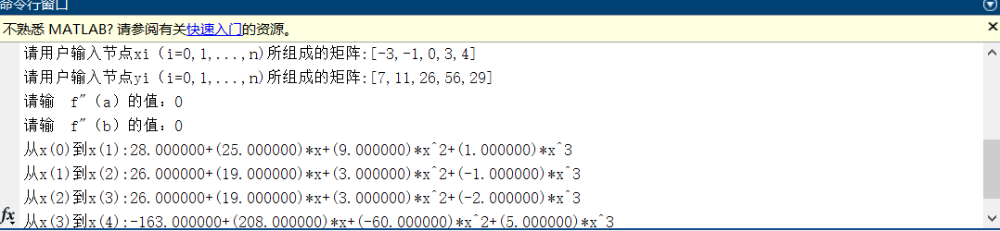 命令行窗口
不熟悉 MATLAB? 请参阅有关快速入门的资源。
请用户输入节点xi（i=0,1,...,n)所组成的矩阵:[-3,-1,0,3,4]
请用户输入节点yi（i=0,1,...,n)所组成的矩阵:[7,11,26,56,29]
请输 f"（a）的值：0
请输 f"（b）的值：0
从x(0)到x(1):28.000000+(25.000000)*x+(9.000000)*x^2+(1.000000)*x^3
从x(1)到x(2):26.000000+(19.000000)*x+(3.000000)*x^2+(-1.000000)*x^3
从x(2)到x(3):26.000000+(19.000000)*x+(3.000000)*x^2+(-2.000000)*x^3
从x(3)到x(4):-163.000000+(208.000000)*x+(-60.000000)*x^2+(5.000000)*x^3
fx